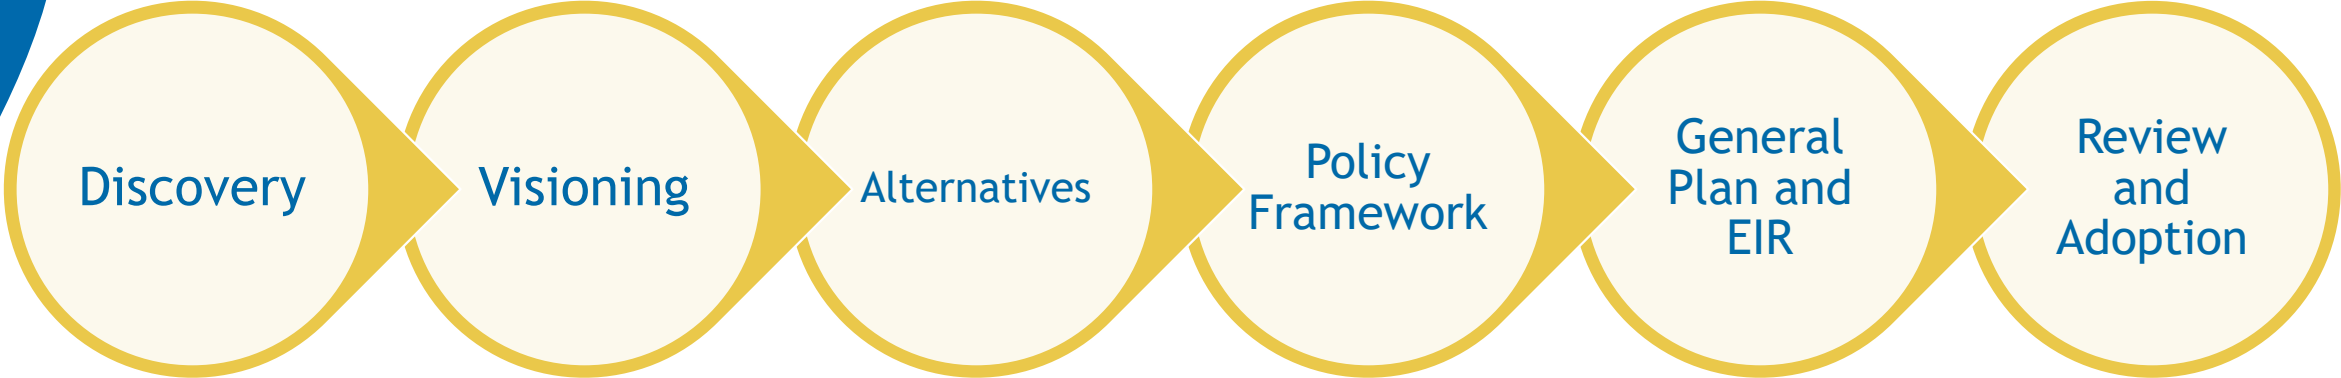 Discovery
Visioning
Alternatives
Policy
Framework
General
Plan and
EIR
Review
and
Adoption